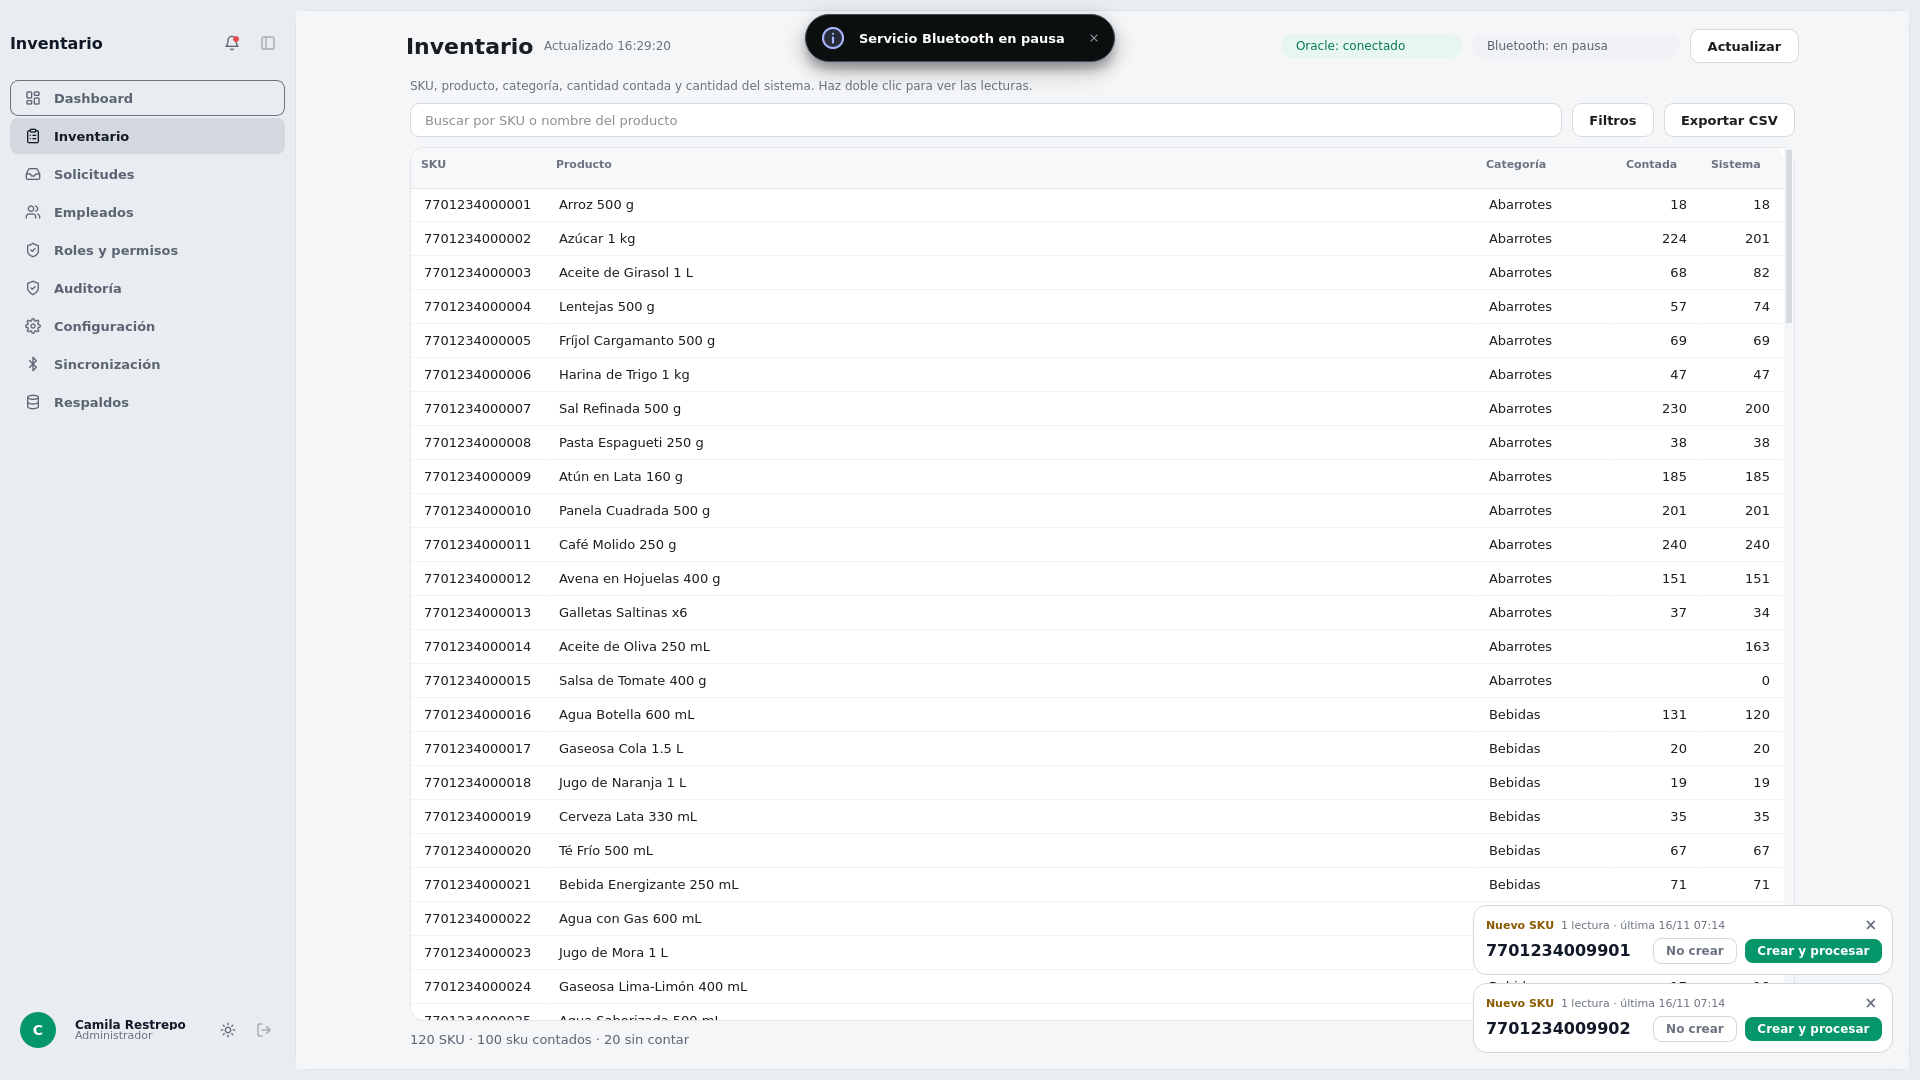 Inventario
Dashboard
Inventario
Solicitudes
Empleados
Roles y permisos
Auditoría
Configuración
Sincronización
Respaldos
C
Camila Restrepo
Administrador
Inventario Actualizado 16:29:20
Servicio Bluetooth en pausa ×
Oracle: conectado
Bluetooth: en pausa
Actualizar
SKU, producto, categoría, cantidad contada y cantidad del sistema. Haz doble clic para ver las lecturas.
Buscar por SKU o nombre del producto
Filtros
Exportar CSV
SKU Producto Categoría Contada Sistema
7701234000001 Arroz 500 g Abarrotes 18 18
7701234000002 Azúcar 1 kg Abarrotes 224 201
7701234000003 Aceite de Girasol 1 L Abarrotes 68 82
7701234000004 Lentejas 500 g Abarrotes 57 74
7701234000005 Fríjol Cargamanto 500 g Abarrotes 69 69
7701234000006 Harina de Trigo 1 kg Abarrotes 47 47
7701234000007 Sal Refinada 500 g Abarrotes 230 200
7701234000008 Pasta Espagueti 250 g Abarrotes 38 38
7701234000009 Atún en Lata 160 g Abarrotes 185 185
7701234000010 Panela Cuadrada 500 g Abarrotes 201 201
7701234000011 Café Molido 250 g Abarrotes 240 240
7701234000012 Avena en Hojuelas 400 g Abarrotes 151 151
7701234000013 Galletas Saltinas x6 Abarrotes 37 34
7701234000014 Aceite de Oliva 250 mL Abarrotes 163
7701234000015 Salsa de Tomate 400 g Abarrotes 0
7701234000016 Agua Botella 600 mL Bebidas 131 120
7701234000017 Gaseosa Cola 1.5 L Bebidas 20 20
7701234000018 Jugo de Naranja 1 L Bebidas 19 19
7701234000019 Cerveza Lata 330 mL Bebidas 35 35
7701234000020 Té Frío 500 mL Bebidas 67 67
7701234000021 Bebida Energizante 250 mL Bebidas 71 71
7701234000022 Agua con Gas 600 mL
7701234000023 Jugo de Mora 1 L
7701234000024 Gaseosa Lima-Limón 400 mL
7701234000025 Agua Saborizada 500 mL
120 SKU · 100 sku contados · 20 sin contar
Nuevo SKU 1 lectura · última 16/11 07:14 ×
7701234009901 No crear Crear y procesar
Nuevo SKU 1 lectura · última 16/11 07:14 ×
7701234009902 No crear Crear y procesar